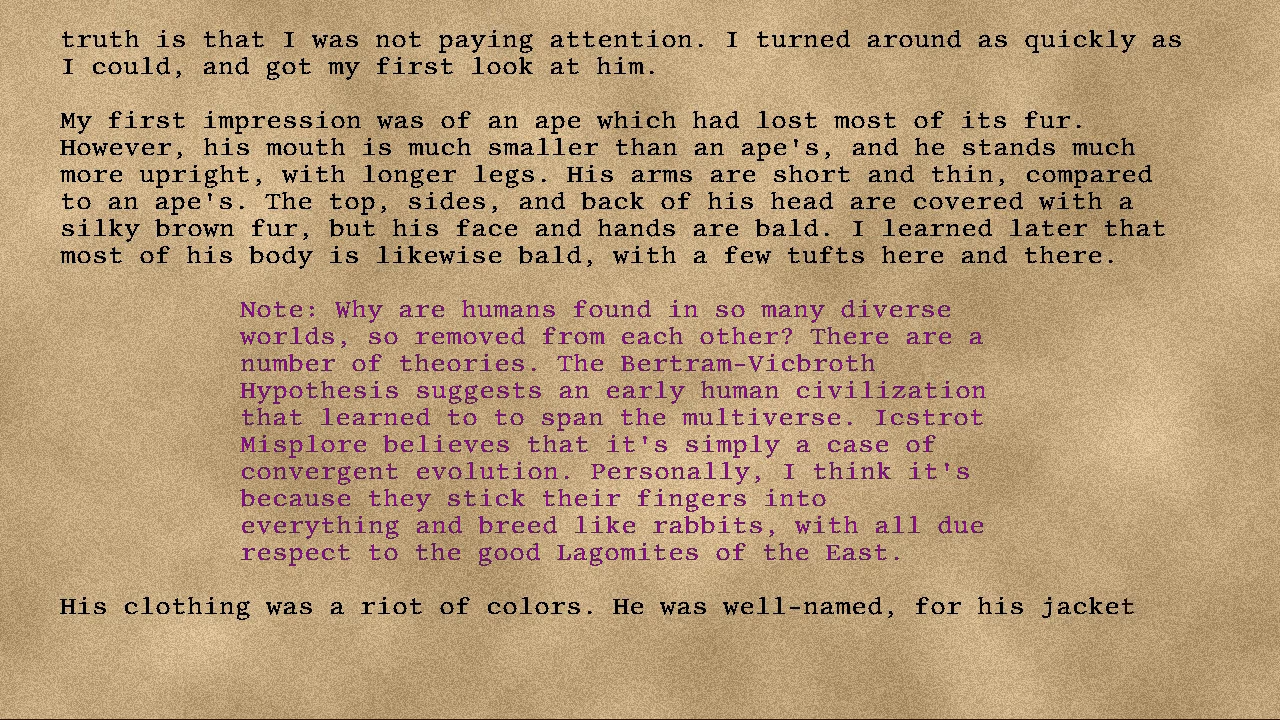 truth is that I was not paying attention. I turned around as quickly as
I could, and got my first look at him.
My first impression was of an ape which had lost most of its fur.
However, his mouth is much smaller than an ape's, and he stands much
more upright, with longer legs. His arms are short and thin, compared
to an ape's. The top, sides, and back of his head are covered with a
silky brown fur, but his face and hands are bald. I learned later that
most of his body is likewise bald, with a few tufts here and there.
Note: Why are humans found in so many diverse
worlds, so removed from each other? There are a
number of theories. The Bertram-Vicbroth
Hypothesis suggests an early human civilization
that learned to to span the multiverse. Icstrot
Misplore believes that it's simply a case of
convergent evolution. Personally, I think it's
because they stick their fingers into
everything and breed like rabbits, with all due
respect to the good Lagomites of the East.
His clothing was a riot of colors. He was well-named, for his jacket